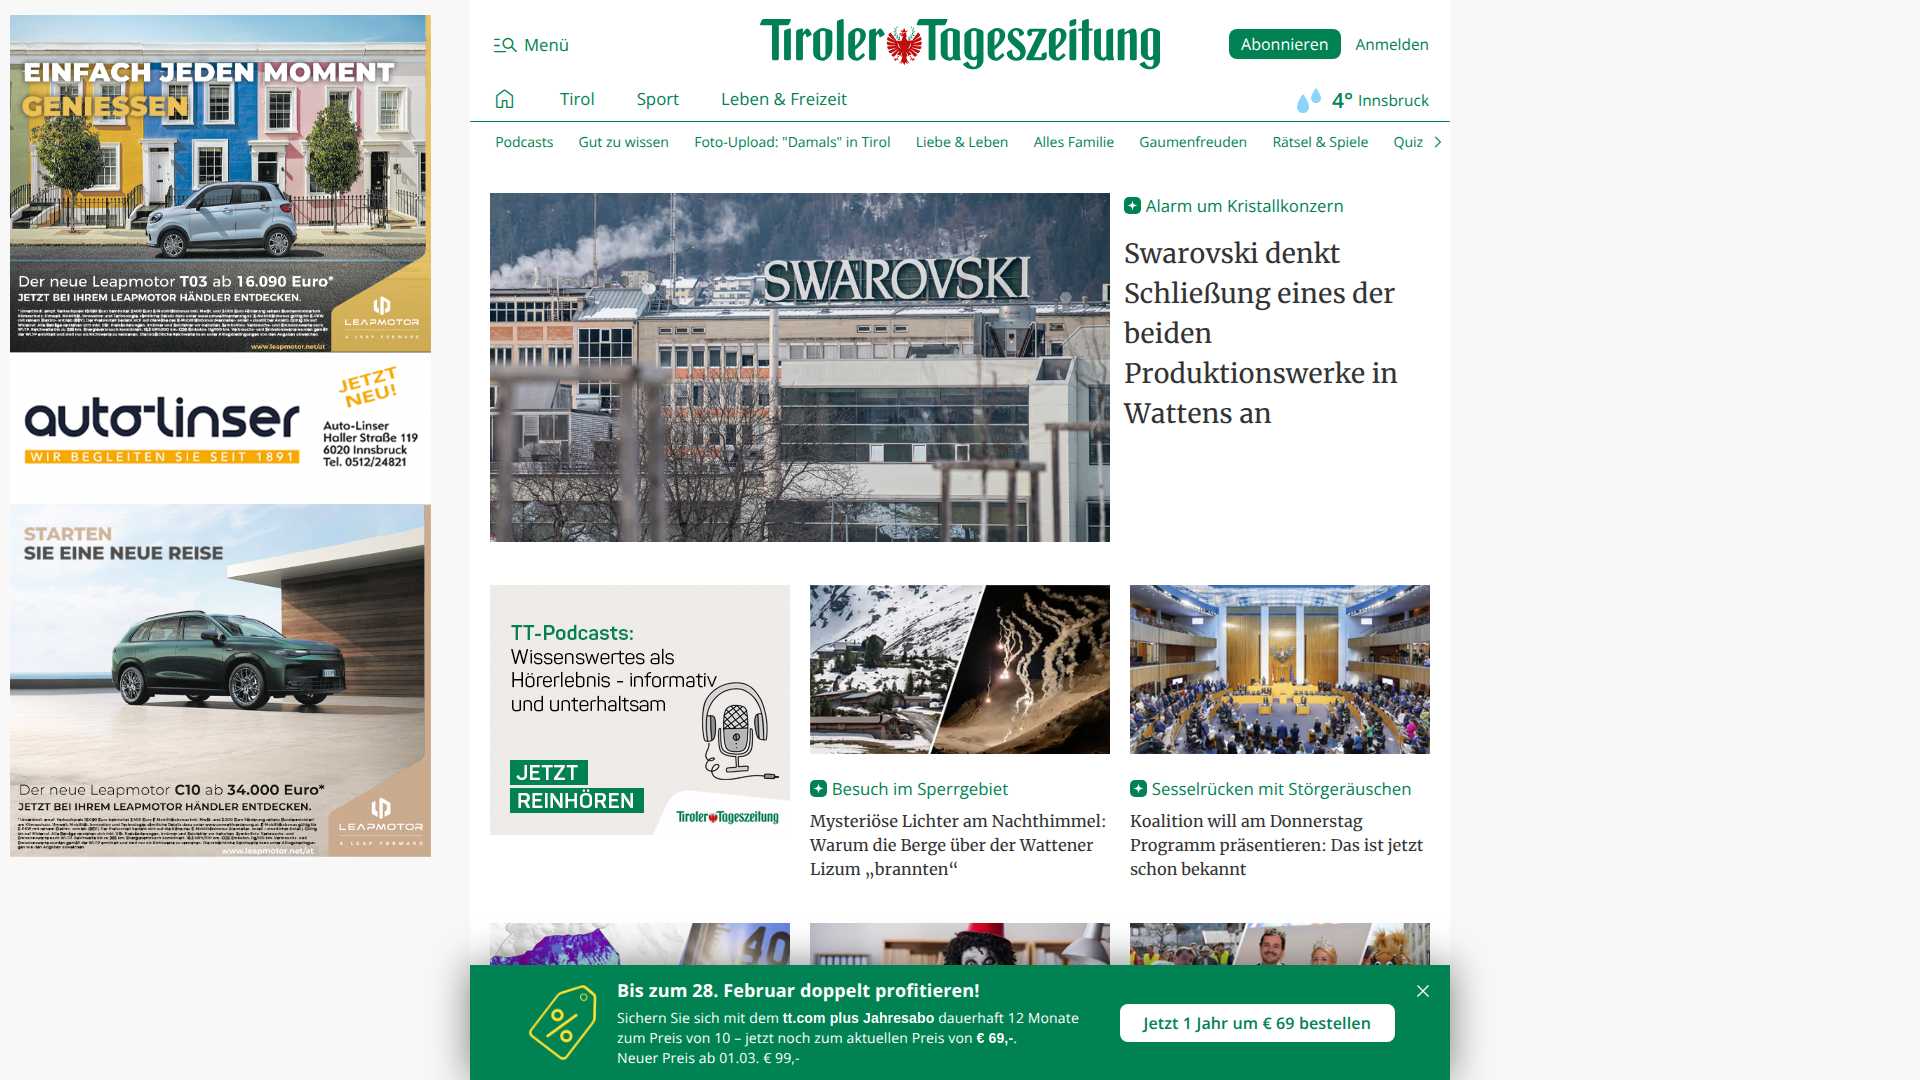 EINFACH JEDEN MOMENT
GENIESSEN
Der neue Leapmotor T03 ab 16.090 Euro*
JETZT BEI IHREM LEAPMOTOR HÄNDLER ENTDECKEN.
LEAPMOTOR
A LEAP FORWARD
www.leapmotor.net/at
JETZT
NEU!
auto-linser
WIR BEGLEITEN SIE SEIT 1891
Auto-Linser
Haller Straße 119
6020 Innsbruck
Tel. 0512/24821
STARTEN
SIE EINE NEUE REISE
Der neue Leapmotor C10 ab 34.000 Euro*
JETZT BEI IHREM LEAPMOTOR HÄNDLER ENTDECKEN.
LEAPMOTOR
A LEAP FORWARD
www.leapmotor.net/at
Menü
Tiroler Tageszeitung
Abonnieren
Anmelden
Tirol
Sport
Leben & Freizeit
4° Innsbruck
Podcasts
Gut zu wissen
Foto-Upload: "Damals" in Tirol
Liebe & Leben
Alles Familie
Gaumenfreuden
Rätsel & Spiele
Quiz
SWAROVSKI
Alarm um Kristallkonzern
Swarovski denkt
Schließung eines der
beiden
Produktionswerke in
Wattens an
TT-Podcasts:
Wissenswertes als
Hörerlebnis - informativ
und unterhaltsam
JETZT
REINHÖREN
Tiroler Tageszeitung
Besuch im Sperrgebiet
Mysteriöse Lichter am Nachthimmel:
Warum die Berge über der Wattener
Lizum „brannten“
Sesselrücken mit Störgeräuschen
Koalition will am Donnerstag
Programm präsentieren: Das ist jetzt
schon bekannt
40
Bis zum 28. Februar doppelt profitieren!
Sichern Sie sich mit dem tt.com plus Jahresabo dauerhaft 12 Monate
zum Preis von 10 – jetzt noch zum aktuellen Preis von € 69,-.
Neuer Preis ab 01.03. € 99,-
Jetzt 1 Jahr um € 69 bestellen